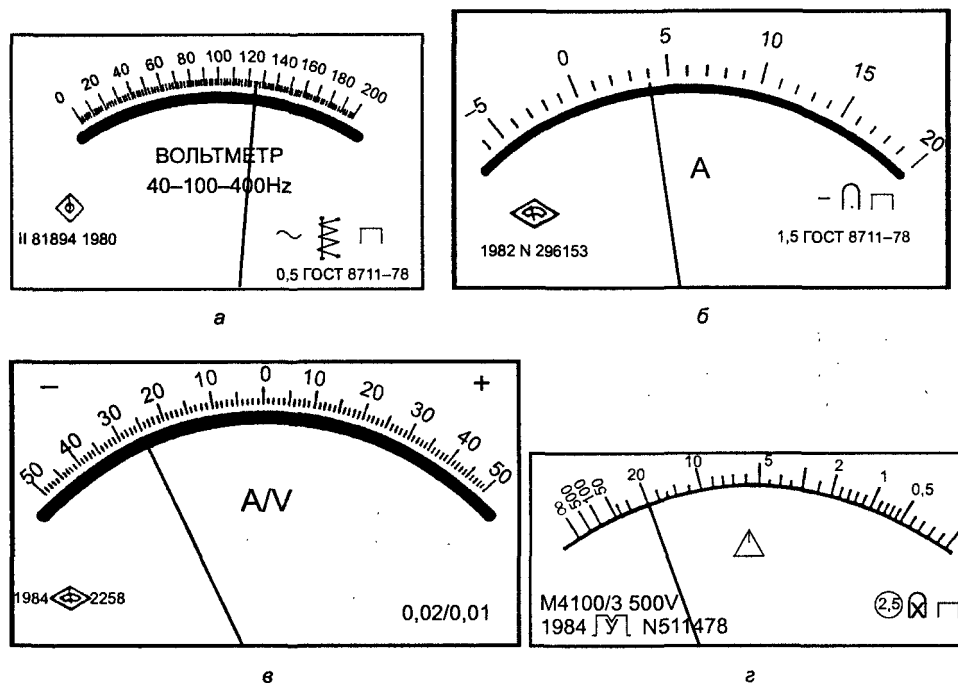 0 20 40 60 80 100 120 140 160 180 200
ВОЛЬТМЕТР
40–100–400Hz
il 81894 1980
0,5 ГОСТ 8711–78
а
–5 0 5 10 15 20
А
1982 N 296153
1,5 ГОСТ 8711–78
б
– +
50 40 30 20 10 0 10 20 30 40 50
A/V
1984 2258
0,02/0,01
в
∞ 500 100 50 20 10 5 2 1 0,5
М4100/3 500V
2,5
1984 У N511478
г